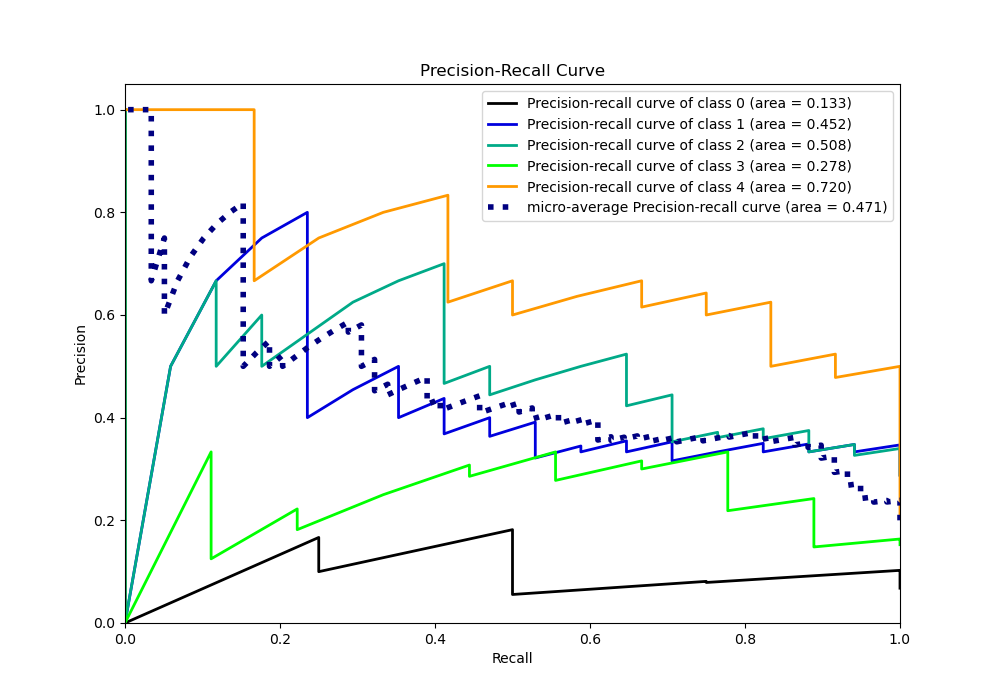 Precision-Recall Curve
Precision-recall curve of class 0 (area = 0.133)
Precision-recall curve of class 1 (area = 0.452)
Precision-recall curve of class 2 (area = 0.508)
Precision-recall curve of class 3 (area = 0.278)
Precision-recall curve of class 4 (area = 0.720)
micro-average Precision-recall curve (area = 0.471)
Precision
1.0
0.8
0.6
0.4
0.2
0.0
0.0 0.2 0.4 0.6 0.8 1.0
Recall